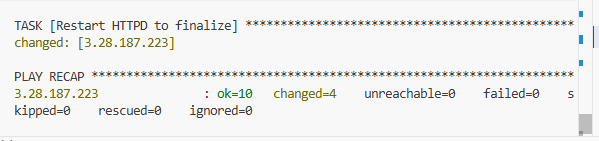 TASK [Restart HTTPD to finalize] ***********************************************
changed: [3.28.187.223]
PLAY RECAP *********************************************************************
3.28.187.223 : ok=10 changed=4 unreachable=0 failed=0 s
kipped=0 rescued=0 ignored=0